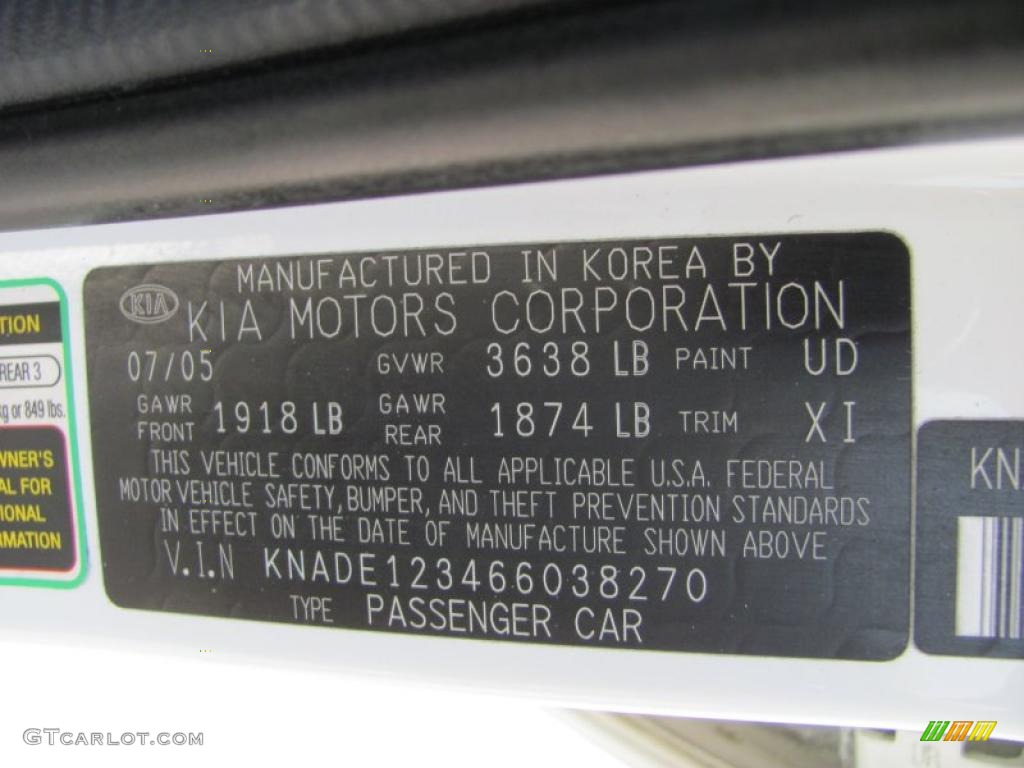 MANUFACTURED IN KOREA BY
KIA KIA MOTORS CORPORATION
07/05 GVWR 3638 LB PAINT UD
GAWR FRONT 1918 LB GAWR REAR 1874 LB TRIM XI
THIS VEHICLE CONFORMS TO ALL APPLICABLE U.S.A. FEDERAL
MOTOR VEHICLE SAFETY, BUMPER, AND THEFT PREVENTION STANDARDS
IN EFFECT ON THE DATE OF MANUFACTURE SHOWN ABOVE
V.I.N KNADE123466038270
TYPE PASSENGER CAR
TION
REAR 3
kg or 849 lbs.
WNER'S
AL FOR
IONAL
RMATION
KN
GTCARLOT.COM